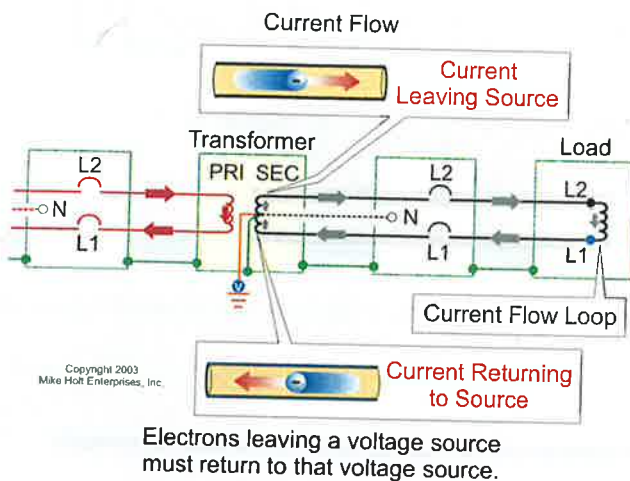 Current Flow
Current
Leaving Source
Transformer
Load
PRI SEC
L2
N
L1
L2
N
L1
L2
L1
V
Current Flow Loop
Copyright 2003
Mike Holt Enterprises, Inc.
Current Returning
to Source
Electrons leaving a voltage source
must return to that voltage source.